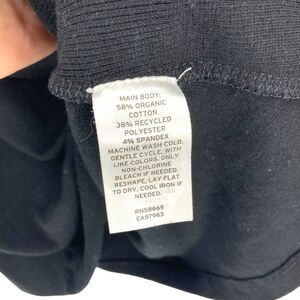 MAIN BODY:
58% ORGANIC
COTTON
38% RECYCLED
POLYESTER
4% SPANDEX
MACHINE WASH COLD,
GENTLE CYCLE, WITH
LIKE COLORS. ONLY
NON-CHLORINE
BLEACH IF NEEDED.
RESHAPE, LAY FLAT
TO DRY, COOL IRON IF
NEEDED.
RN58665
CA57963